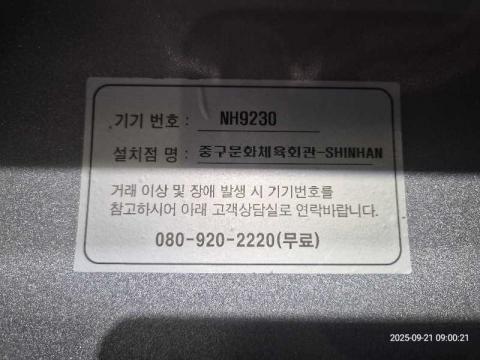 기기 번호 : NH9230
설치점 명 : 중구문화체육회관-SHINHAN
거래 이상 및 장애 발생 시 기기번호를
참고하시어 아래 고객상담실로 연락바랍니다.
080-920-2220(무료)
2025-09-21 09:00:21